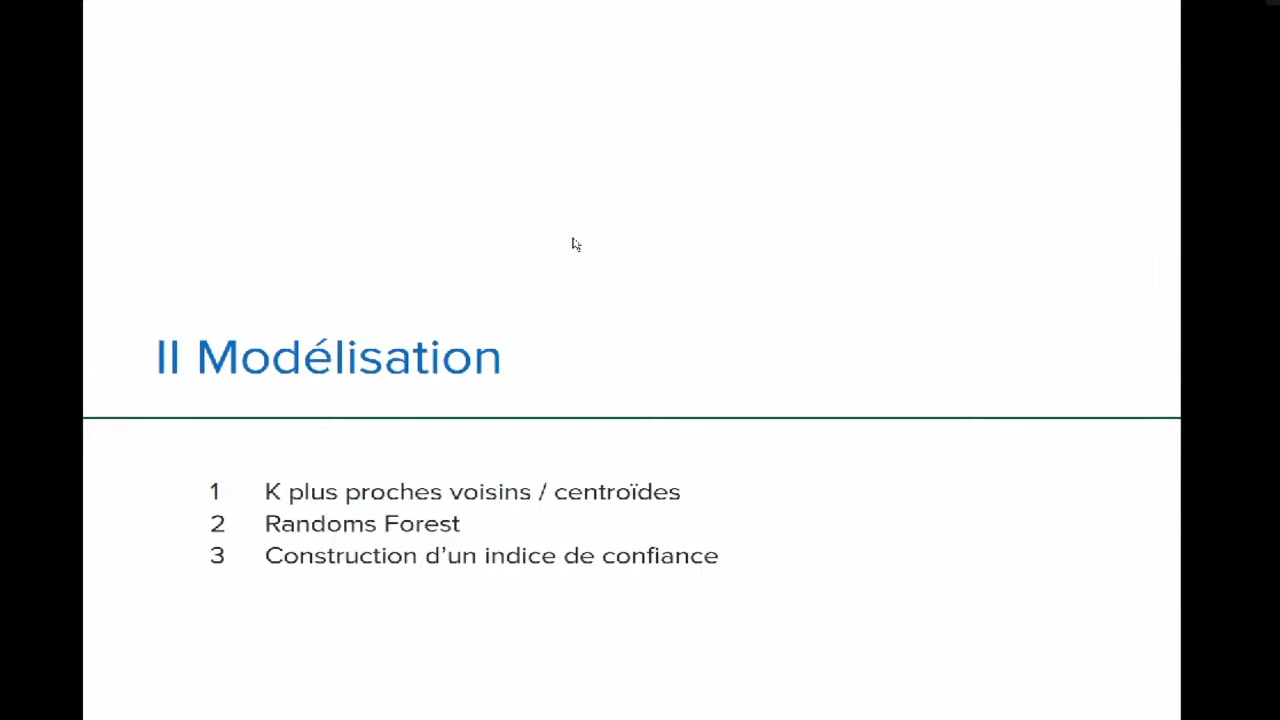 II Modélisation
1 K plus proches voisins / centroïdes
2 Randoms Forest
3 Construction d’un indice de confiance